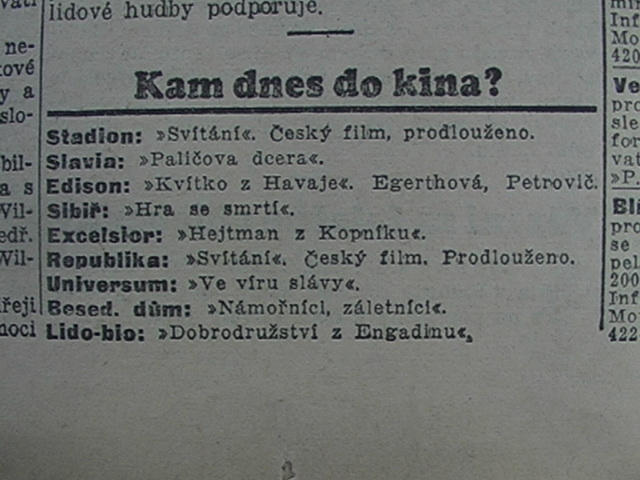 lidové hudby podporuje.
Kam dnes do kina?
Stadion: »Svítání«. Český film, prodlouženo.
Slavia: »Paličova dcera«.
Edison: »Kvítko z Havaje«. Egerthová, Petrovič.
Sibiř: »Hra se smrtí«.
Excelsior: »Hejtman z Kopníku«.
Republika: »Svítání«. Český film. Prodlouženo.
Universum: »Ve víru slávy«.
Besed. dům: »Námořníci, záletníci«.
Lido-bio: »Dobrodružství z Engadinu«.